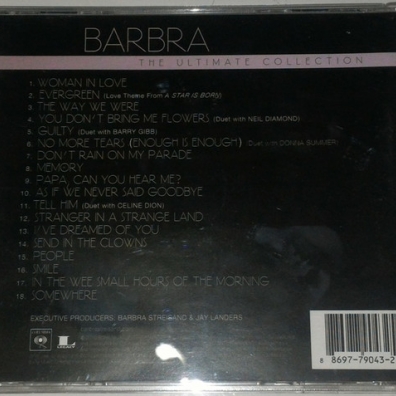 BARBRA
THE ULTIMATE COLLECTION
1. WOMAN IN LOVE
2. EVERGREEN (Love Theme From A STAR IS BORN)
3. THE WAY WE WERE
4. YOU DON'T BRING ME FLOWERS (Duet with NEIL DIAMOND)
5. GUILTY (Duet with BARRY GIBB)
6. NO MORE TEARS (ENOUGH IS ENOUGH) (Duet with DONNA SUMMER)
7. DON'T RAIN ON MY PARADE
8. MEMORY
9. PAPA, CAN YOU HEAR ME?
10. AS IF WE NEVER SAID GOODBYE
11. TELL HIM (Duet with CELINE DION)
12. STRANGER IN A STRANGE LAND
13. I'VE DREAMED OF YOU
14. SEND IN THE CLOWNS
15. PEOPLE
16. SMILE
17. IN THE WEE SMALL HOURS OF THE MORNING
18. SOMEWHERE
EXECUTIVE PRODUCERS: BARBRA STREISAND & JAY LANDERS
8 8697-79043-2